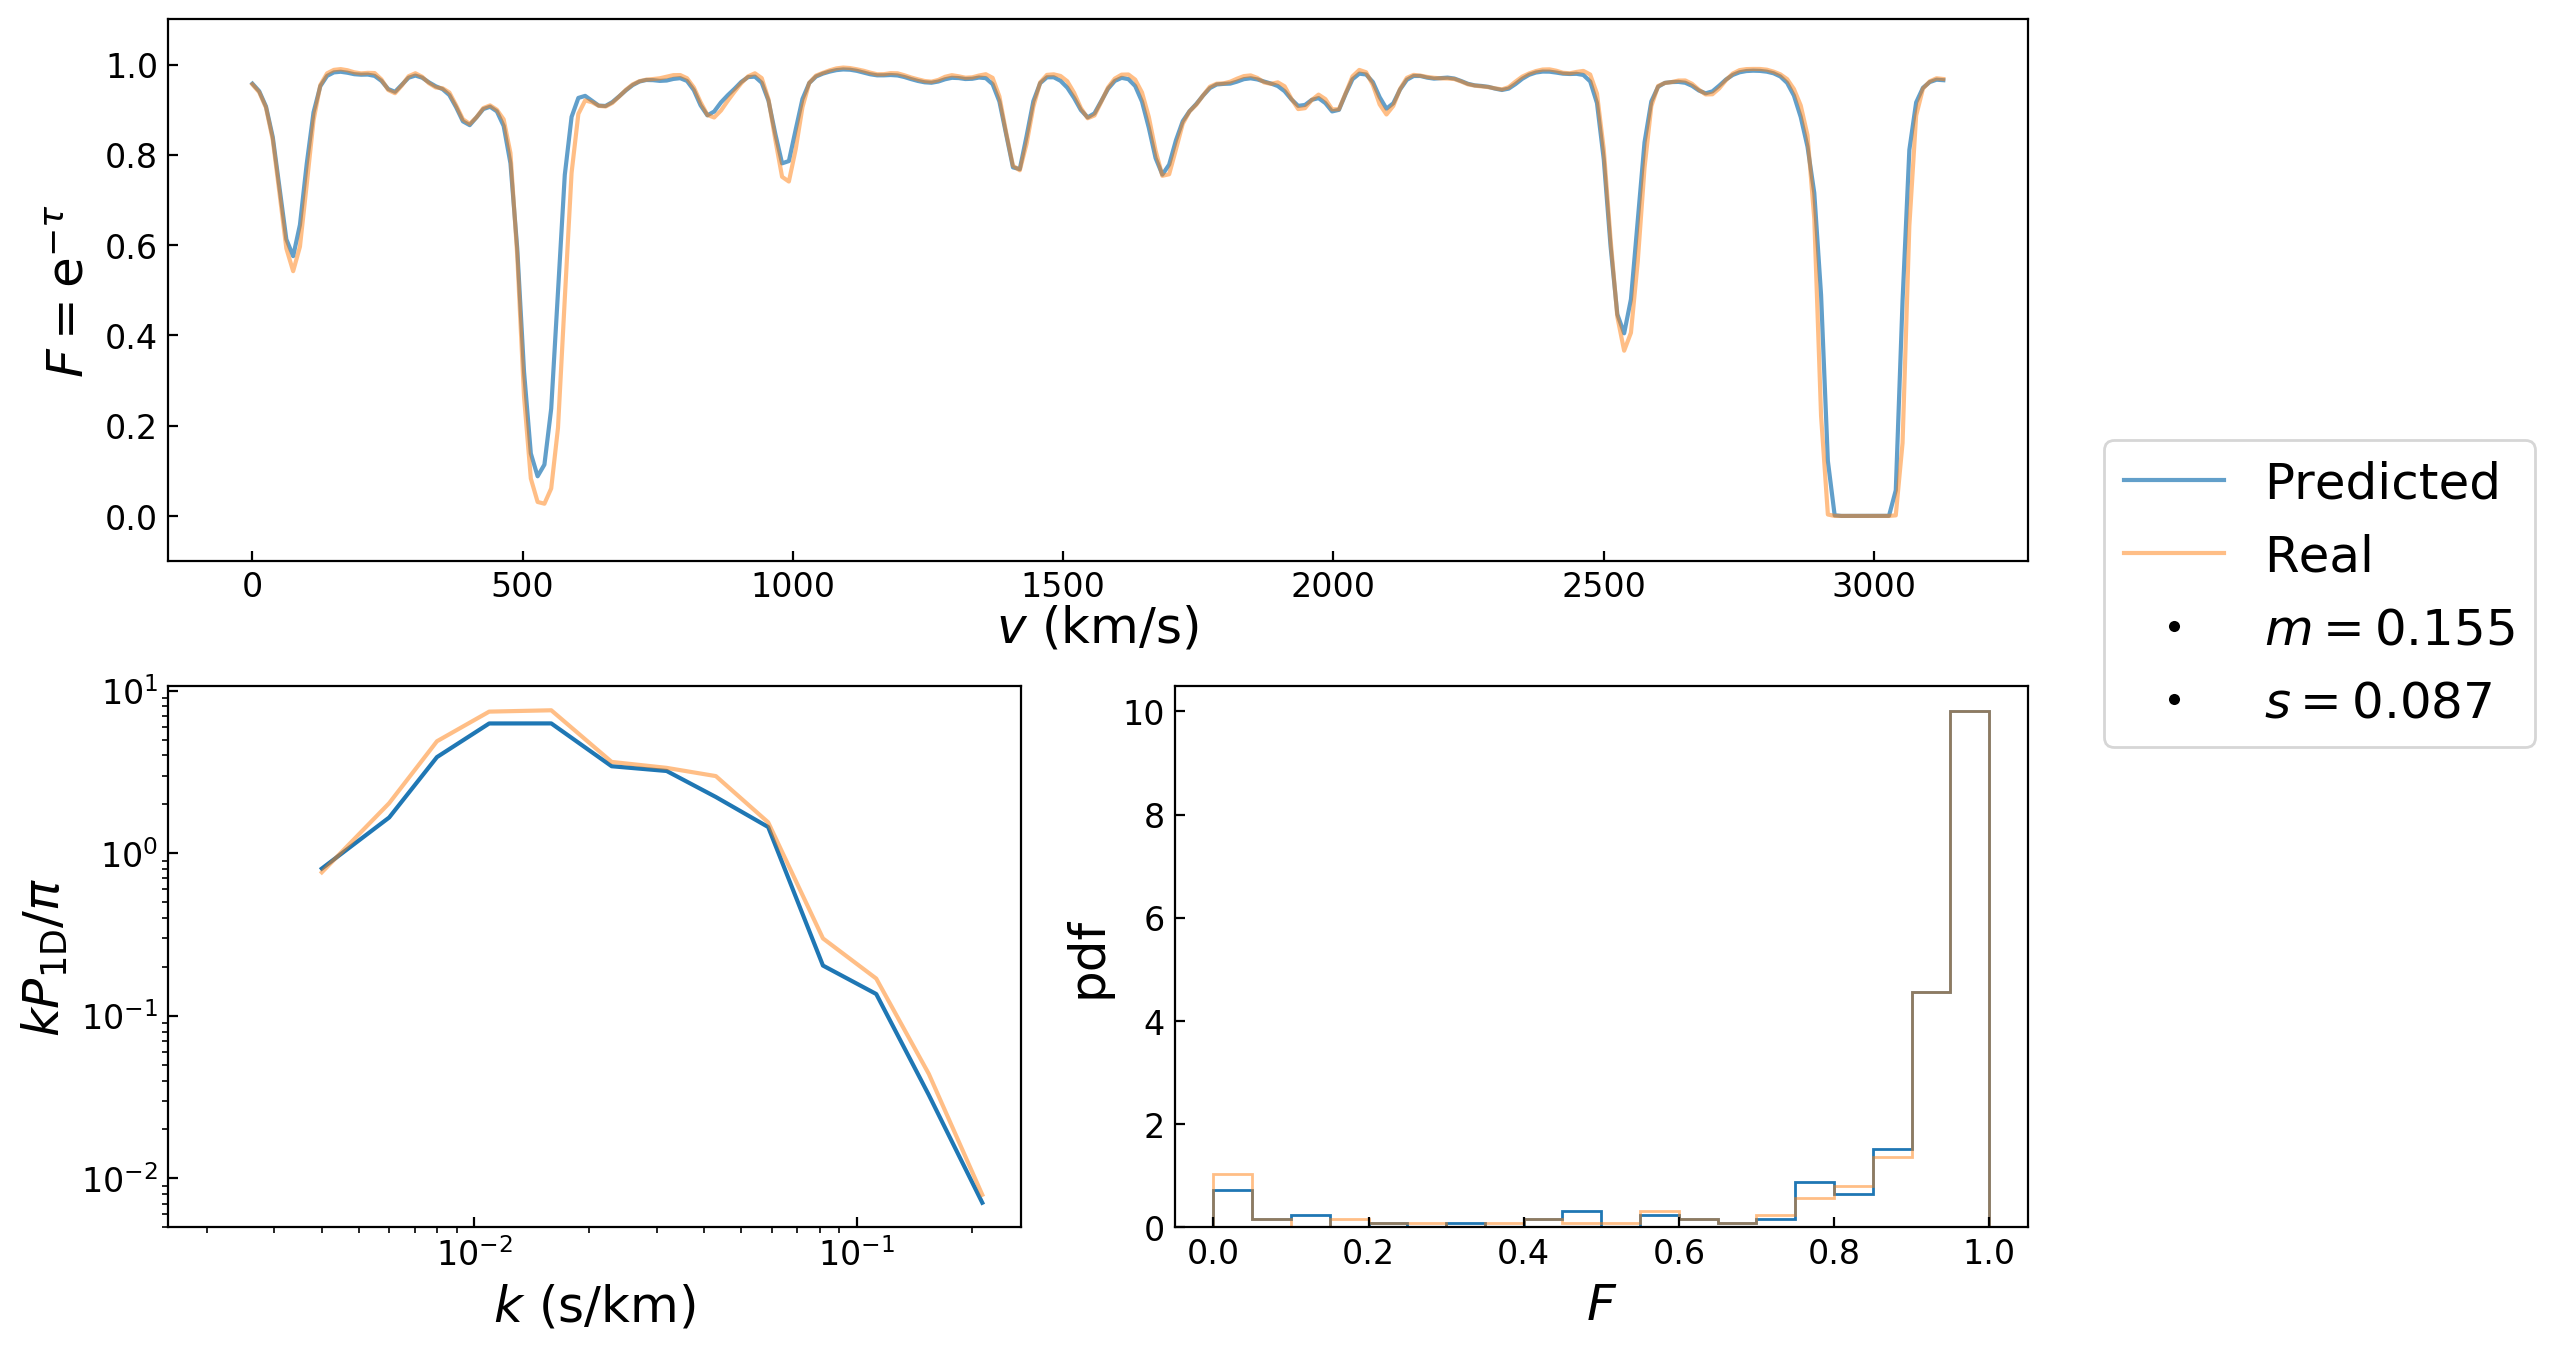 1.0
0.8
0.6
0.4
0.2
0.0
F = e^{−τ}
0 500 1000 1500 2000 2500 3000
v (km/s)
Predicted
Real
m = 0.155
s = 0.087
10^1
10^0
10^{−1}
10^{−2}
kP_{1D}/π
10^{−2} 10^{−1}
k (s/km)
10
8
6
4
2
0
pdf
0.0 0.2 0.4 0.6 0.8 1.0
F